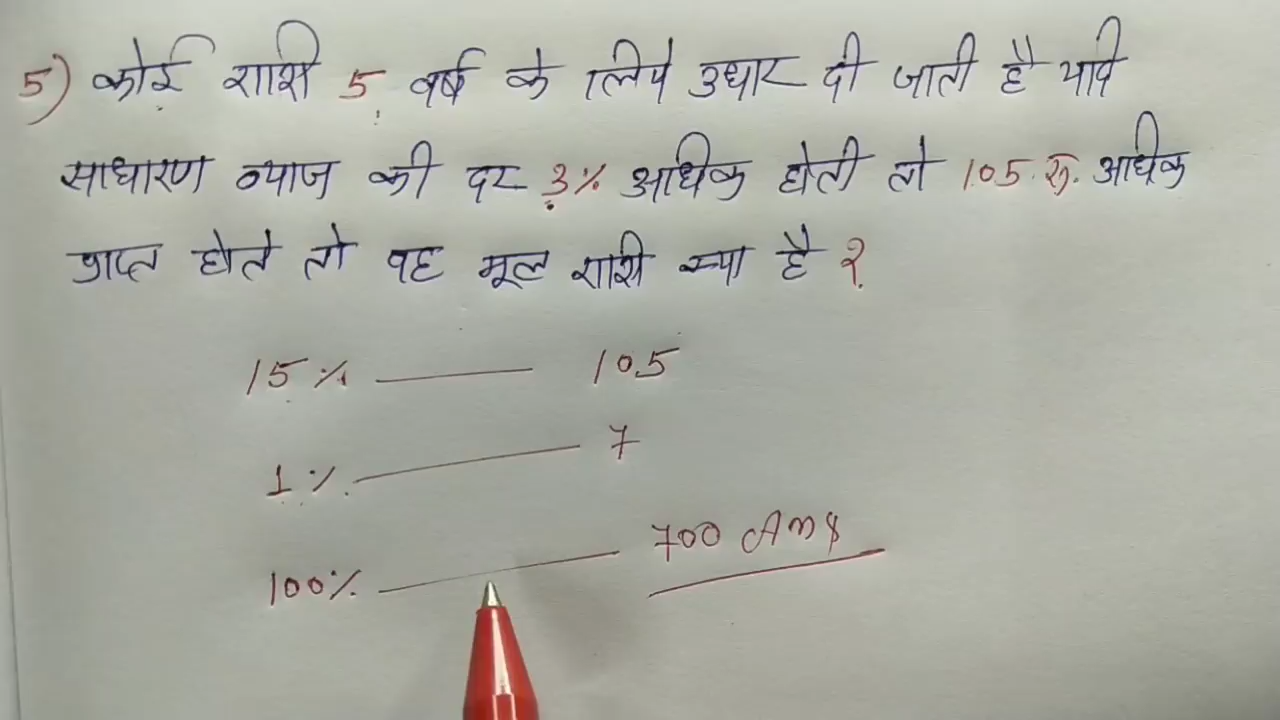 5) कोई राशि 5 वर्ष के लिये उधार दी जाती है यदि
साधारण ब्याज की दर 3% अधिक होती तो 105 रु. अधिक
प्राप्त होते तो वह मूल राशि क्या है ?
15% — 105
1% — 7
100% — 700 Ans